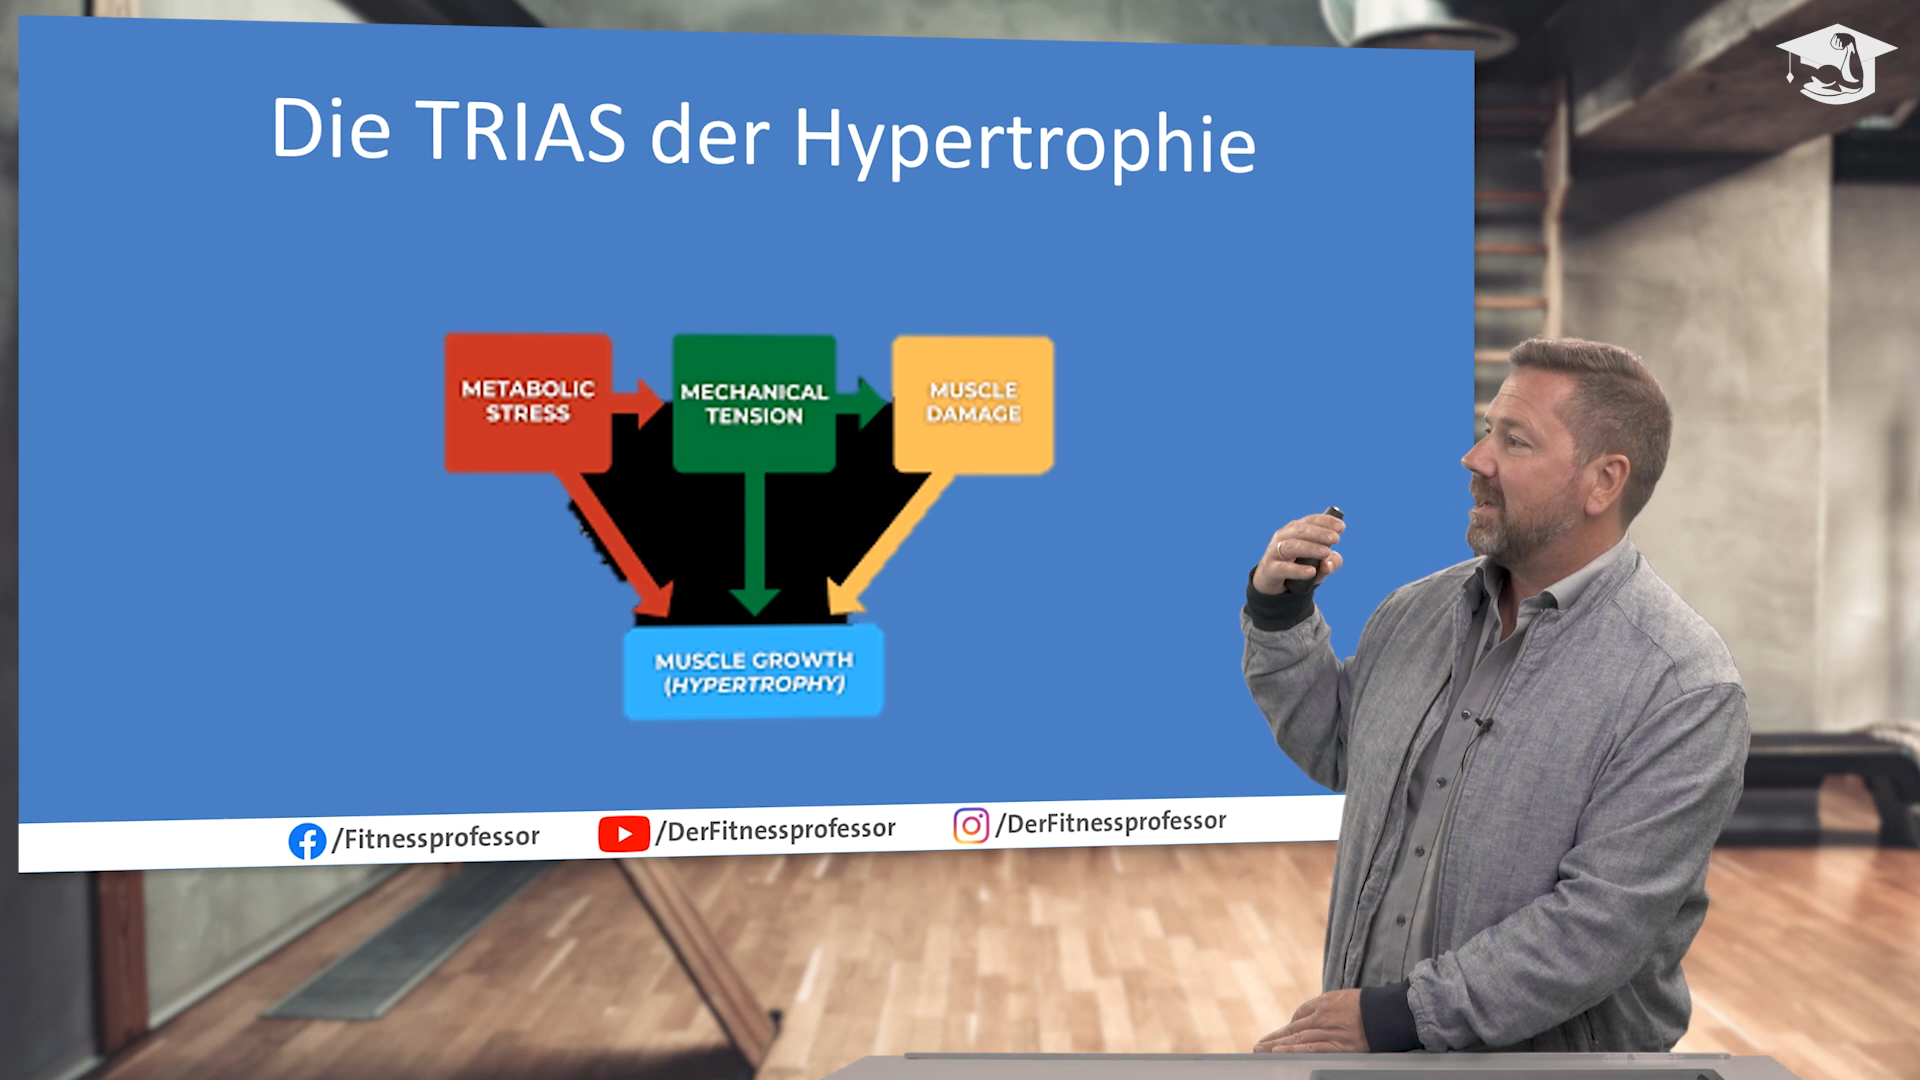 Die TRIAS der Hypertrophie
METABOLIC
STRESS
MECHANICAL
TENSION
MUSCLE
DAMAGE
MUSCLE GROWTH
(HYPERTROPHY)
/Fitnessprofessor
/DerFitnessprofessor
/DerFitnessprofessor